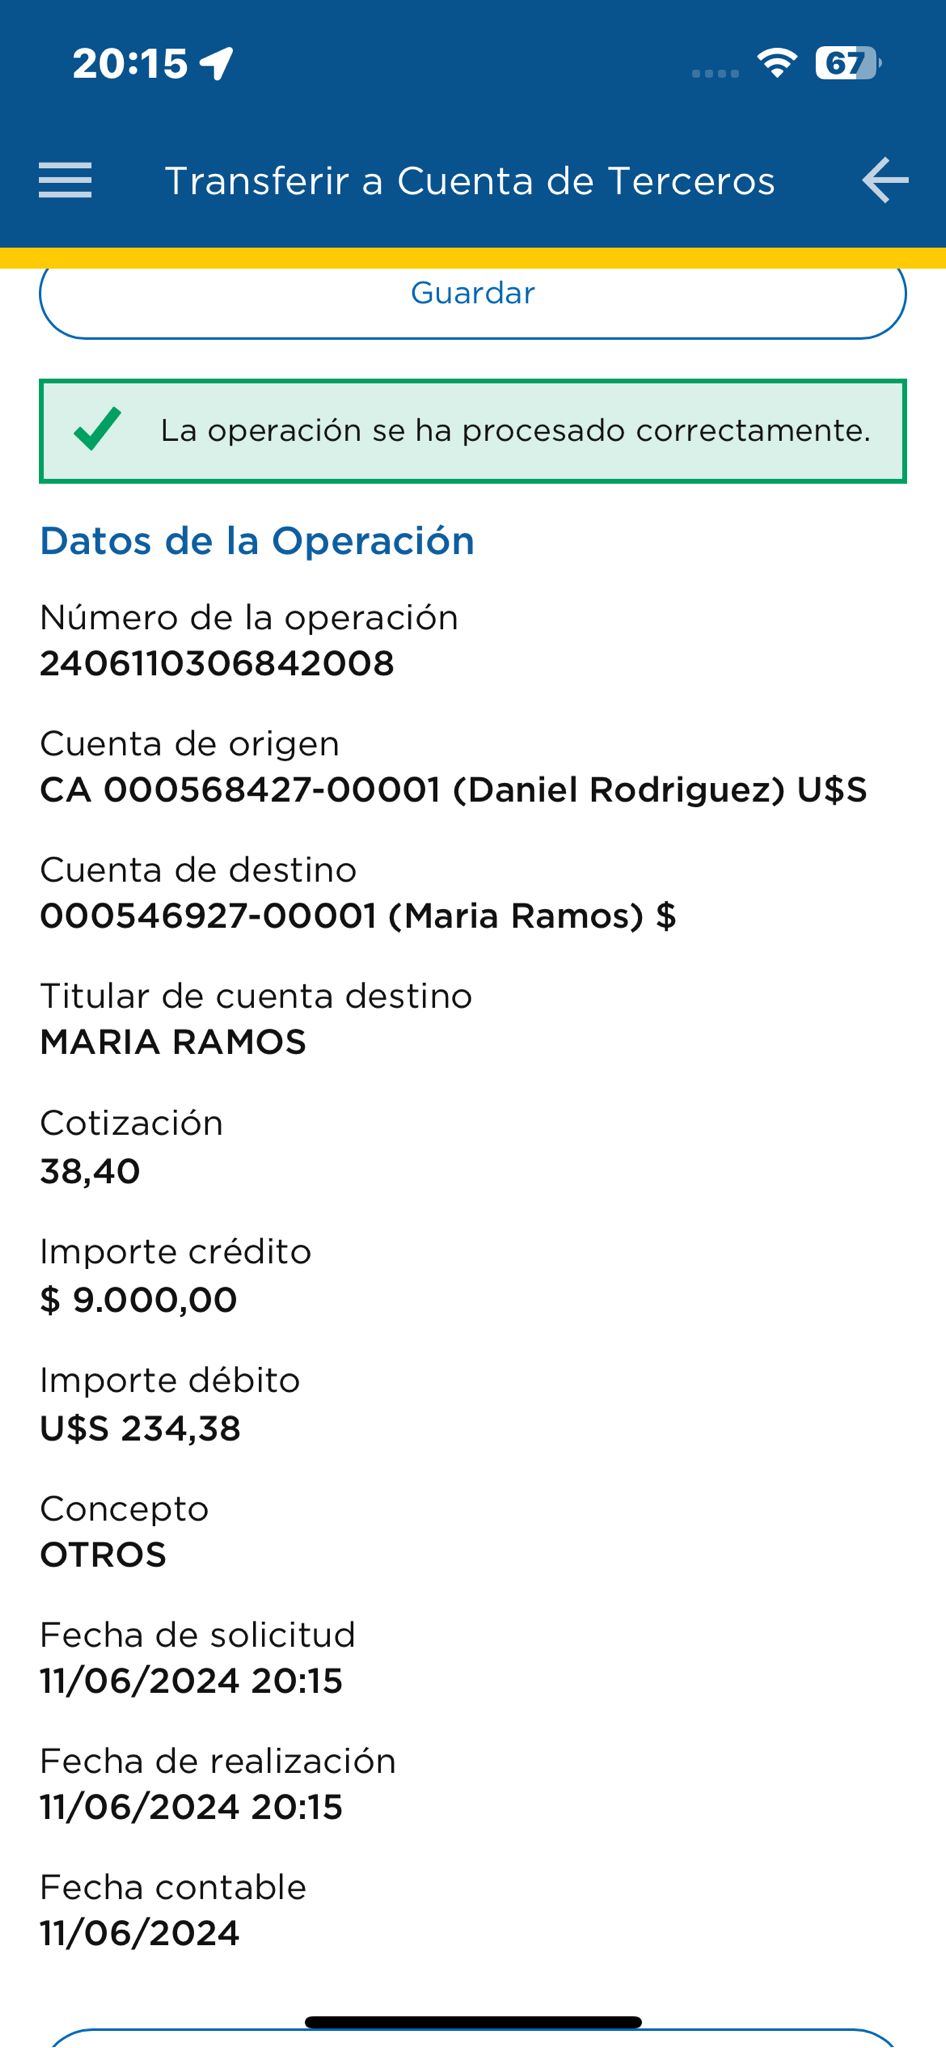 20:15
67
Transferir a Cuenta de Terceros
Guardar
La operación se ha procesado correctamente.
Datos de la Operación
Número de la operación
2406110306842008
Cuenta de origen
CA 000568427-00001 (Daniel Rodriguez) U$S
Cuenta de destino
000546927-00001 (Maria Ramos) $
Titular de cuenta destino
MARIA RAMOS
Cotización
38,40
Importe crédito
$ 9.000,00
Importe débito
U$S 234,38
Concepto
OTROS
Fecha de solicitud
11/06/2024 20:15
Fecha de realización
11/06/2024 20:15
Fecha contable
11/06/2024